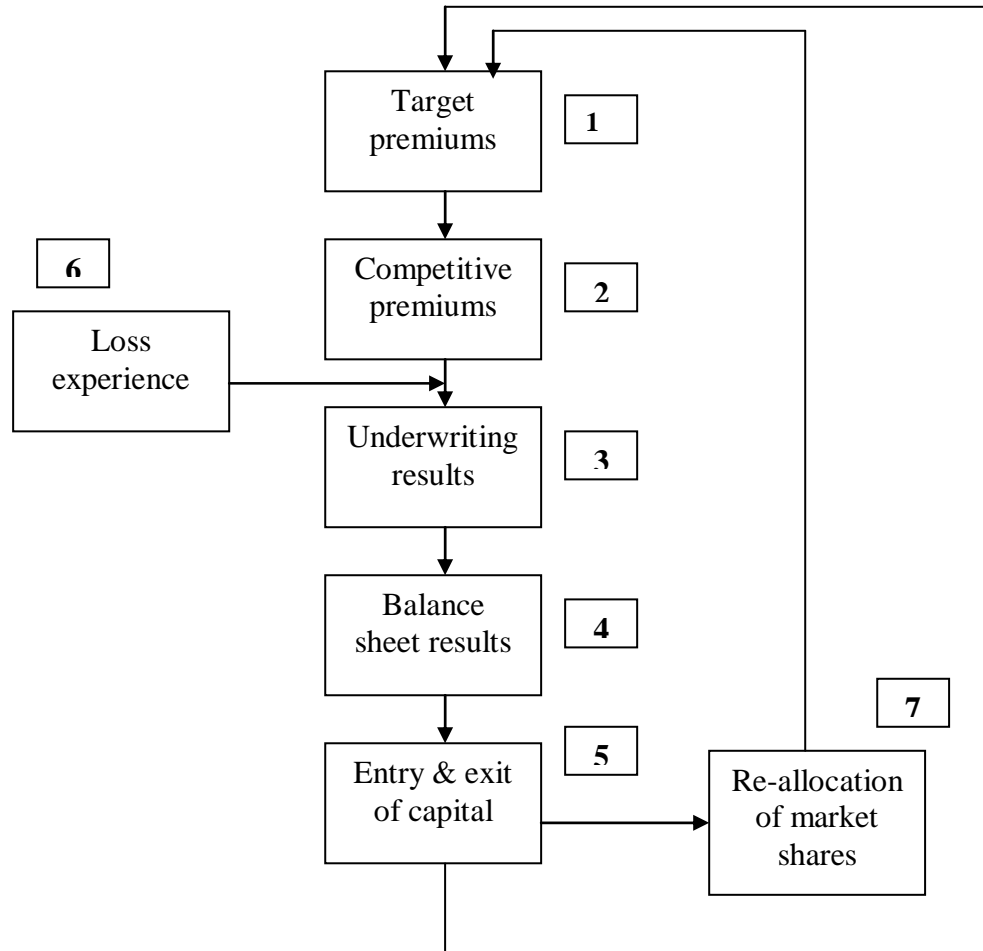 Target
premiums
1
Competitive
premiums
2
6
Loss
experience
Underwriting
results
3
Balance
sheet results
4
Entry & exit
of capital
5
7
Re-allocation
of market
shares